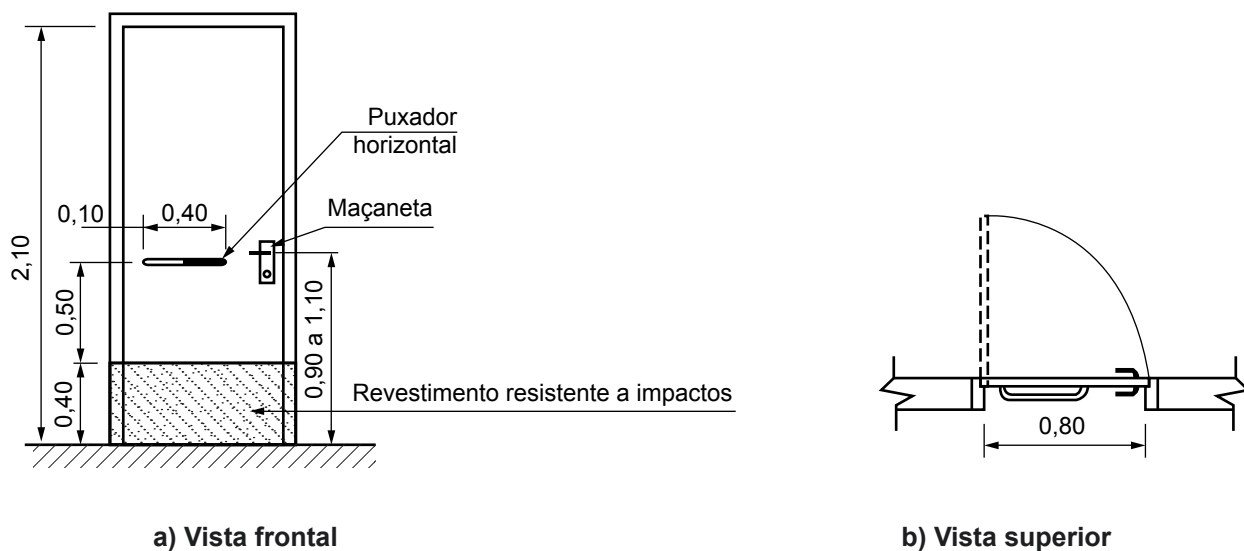 Puxador
horizontal
Maçaneta
0,10
0,40
2,10
0,50
0,40
0,90 a 1,10
Revestimento resistente a impactos
0,80
a) Vista frontal
b) Vista superior